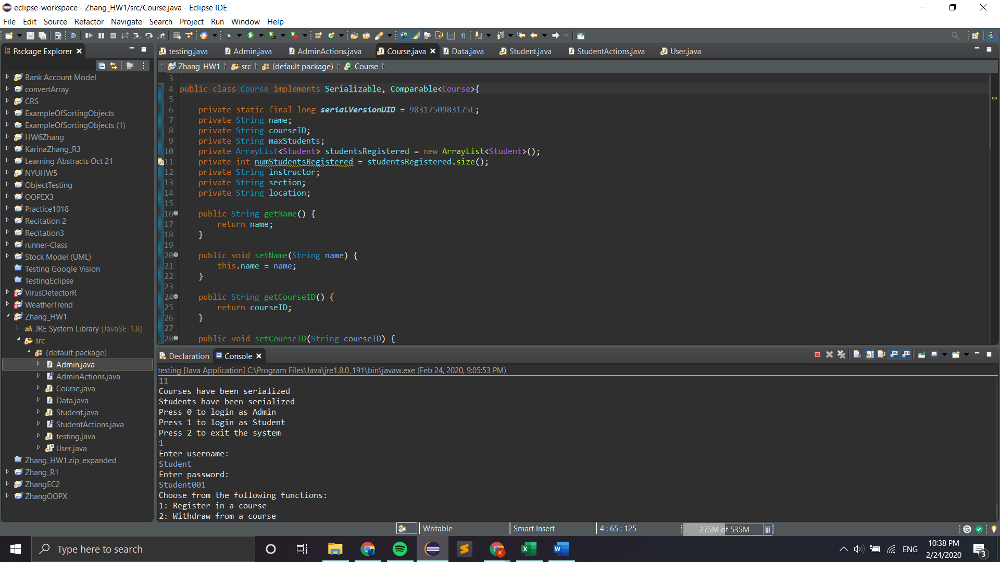 eclipse-workspace - Zhang_HW1/src/Course.java - Eclipse IDE
File Edit Source Refactor Navigate Search Project Run Window Help
Package Explorer
Bank Account Model
convertArray
CRS
ExampleOfSortingObjects
ExampleOfSortingObjects (1)
HW6Zhang
KarinaZhang_R3
Learning Abstracts Oct 21
NYUHW5
ObjectTesting
OOPEX3
Practice1018
Recitation 2
Recitation3
runner-Class
Stock Model (UML)
Testing Google Vision
TestingEclipse
VirusDetectorR
WeatherTrend
Zhang_HW1
JRE System Library [JavaSE-1.8]
src
(default package)
Admin.java
AdminActions.java
Course.java
Data.java
Student.java
StudentActions.java
testing.java
User.java
Zhang_HW1.zip_expanded
Zhang_R1
ZhangEC2
ZhangOOPX
testing.java Admin.java AdminActions.java Course.java Data.java Student.java StudentActions.java User.java
Zhang_HW1 src (default package) Course
3
4 public class Course implements Serializable, Comparable<Course>{
5
6 private static final long serialVersionUID = 9831750983175L;
7 private String name;
8 private String courseID;
9 private String maxStudents;
10 private ArrayList<Student> studentsRegistered = new ArrayList<Student>();
11 private int numStudentsRegistered = studentsRegistered.size();
12 private String instructor;
13 private String section;
14 private String location;
15
16 public String getName() {
17 return name;
18 }
19
20 public void setName(String name) {
21 this.name = name;
22 }
23
24 public String getCourseID() {
25 return courseID;
26 }
27
28 public void setCourseID(String courseID) {
Declaration Console
testing [Java Application] C:\Program Files\Java\jre1.8.0_191\bin\javaw.exe (Feb 24, 2020, 9:05:53 PM)
11
Courses have been serialized
Students have been serialized
Press 0 to login as Admin
Press 1 to login as Student
Press 2 to exit the system
1
Enter username:
Student
Enter password:
Student001
Choose from the following functions:
1: Register in a course
2: Withdraw from a course
Writable Smart Insert 4 : 65 : 125 275M of 535M
Type here to search
ENG
10:38 PM
2/24/2020
3